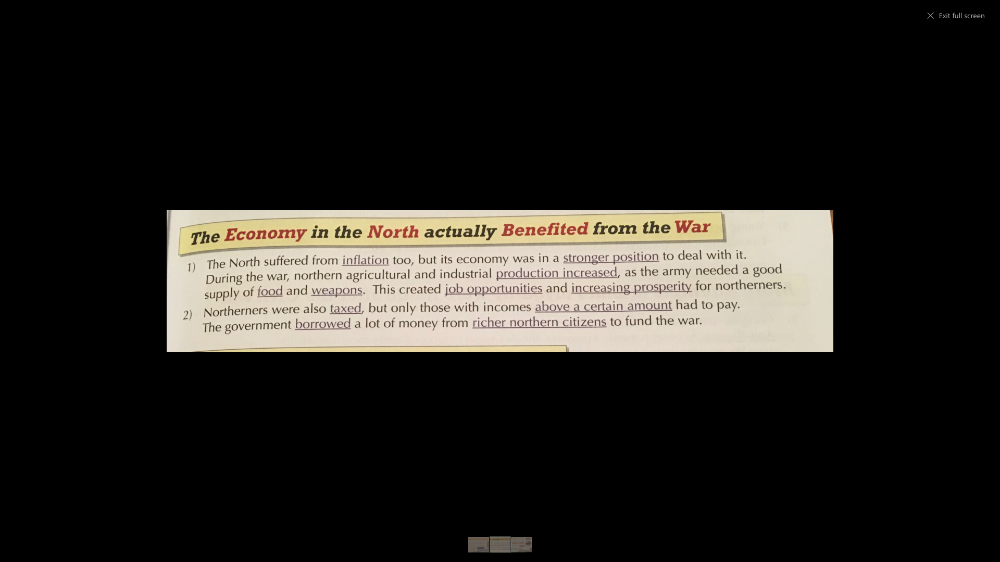 Exit full screen
The Economy in the North actually Benefited from the War
1) The North suffered from inflation too, but its economy was in a stronger position to deal with it.
During the war, northern agricultural and industrial production increased, as the army needed a good
supply of food and weapons. This created job opportunities and increasing prosperity for northerners.
2) Northerners were also taxed, but only those with incomes above a certain amount had to pay.
The government borrowed a lot of money from richer northern citizens to fund the war.